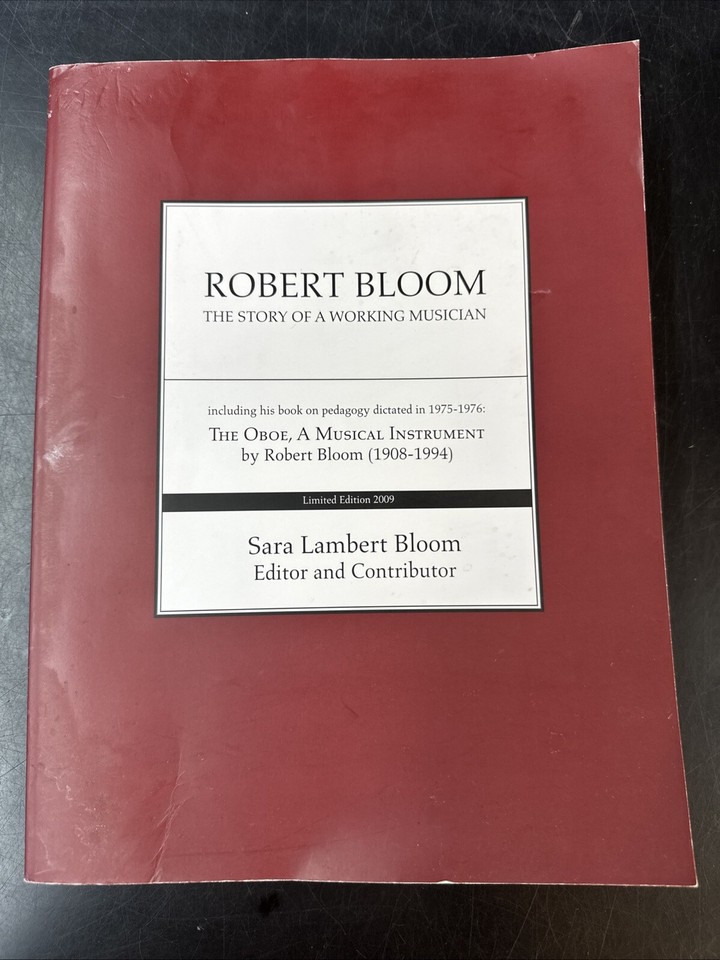 ROBERT BLOOM
THE STORY OF A WORKING MUSICIAN
including his book on pedagogy dictated in 1975-1976:
THE OBOE, A MUSICAL INSTRUMENT
by Robert Bloom (1908-1994)
Limited Edition 2009
Sara Lambert Bloom
Editor and Contributor